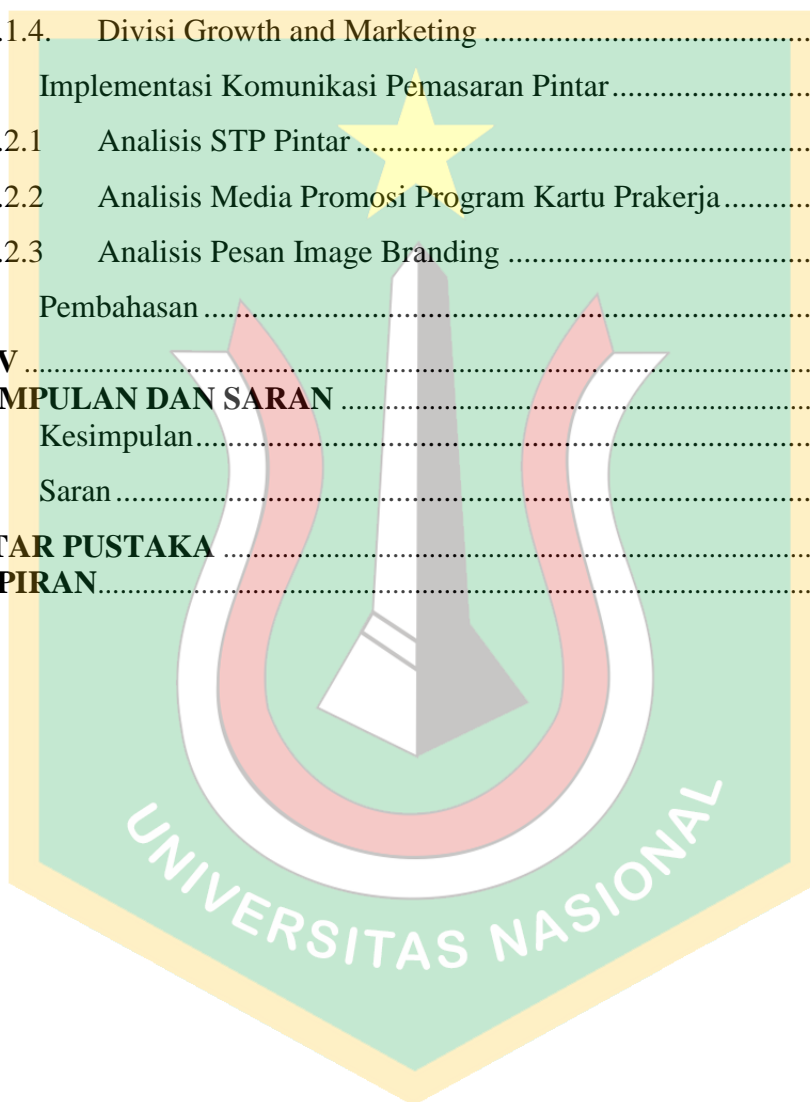 .1.4. Divisi Growth and Marketing ........................................
Implementasi Komunikasi Pemasaran Pintar ........................................
.2.1 Analisis STP Pintar ........................................
.2.2 Analisis Media Promosi Program Kartu Prakerja ........................................
.2.3 Analisis Pesan Image Branding ........................................
Pembahasan ........................................
V ........................................
MPULAN DAN SARAN ........................................
Kesimpulan ........................................
Saran ........................................
TAR PUSTAKA ........................................
PIRAN ........................................
UNIVERSITAS NASIONAL